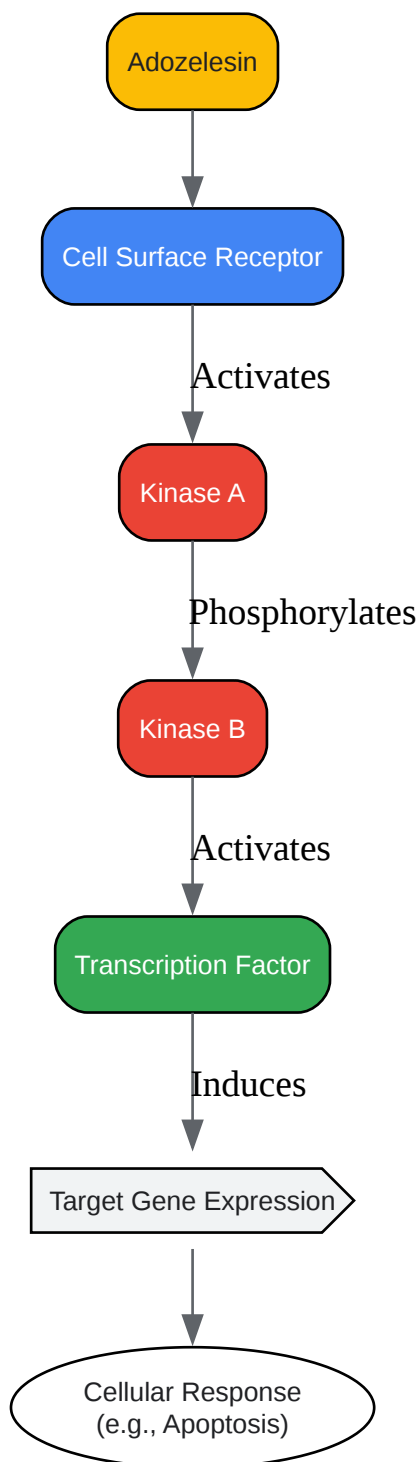 Adozelesin
Cell Surface Receptor
Activates
Kinase A
Phosphorylates
Kinase B
Activates
Transcription Factor
Induces
Target Gene Expression
Cellular Response
(e.g., Apoptosis)